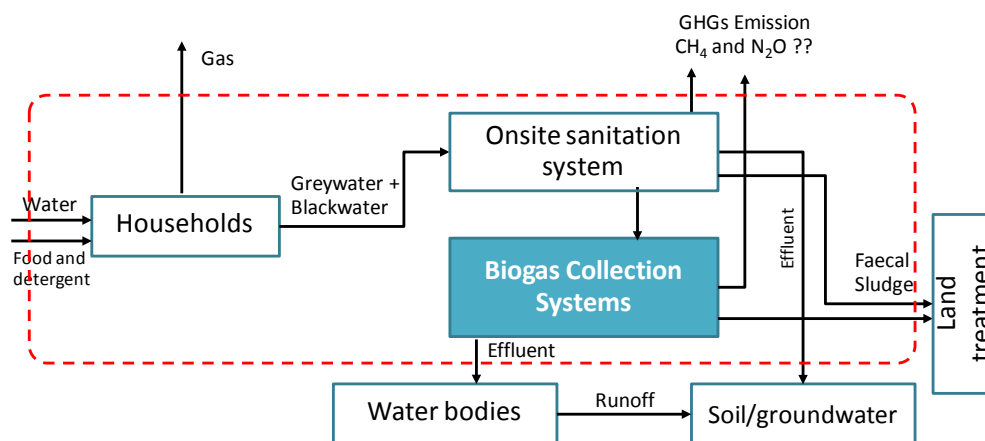 GHGs Emission
CH₄ and N₂O ??
Gas
Onsite sanitation
system
Greywater +
Blackwater
Water
Households
Food and
detergent
Biogas Collection
Systems
Effluent
Faecal
Sludge
Land
treatment
Effluent
Water bodies
Runoff
Soil/groundwater